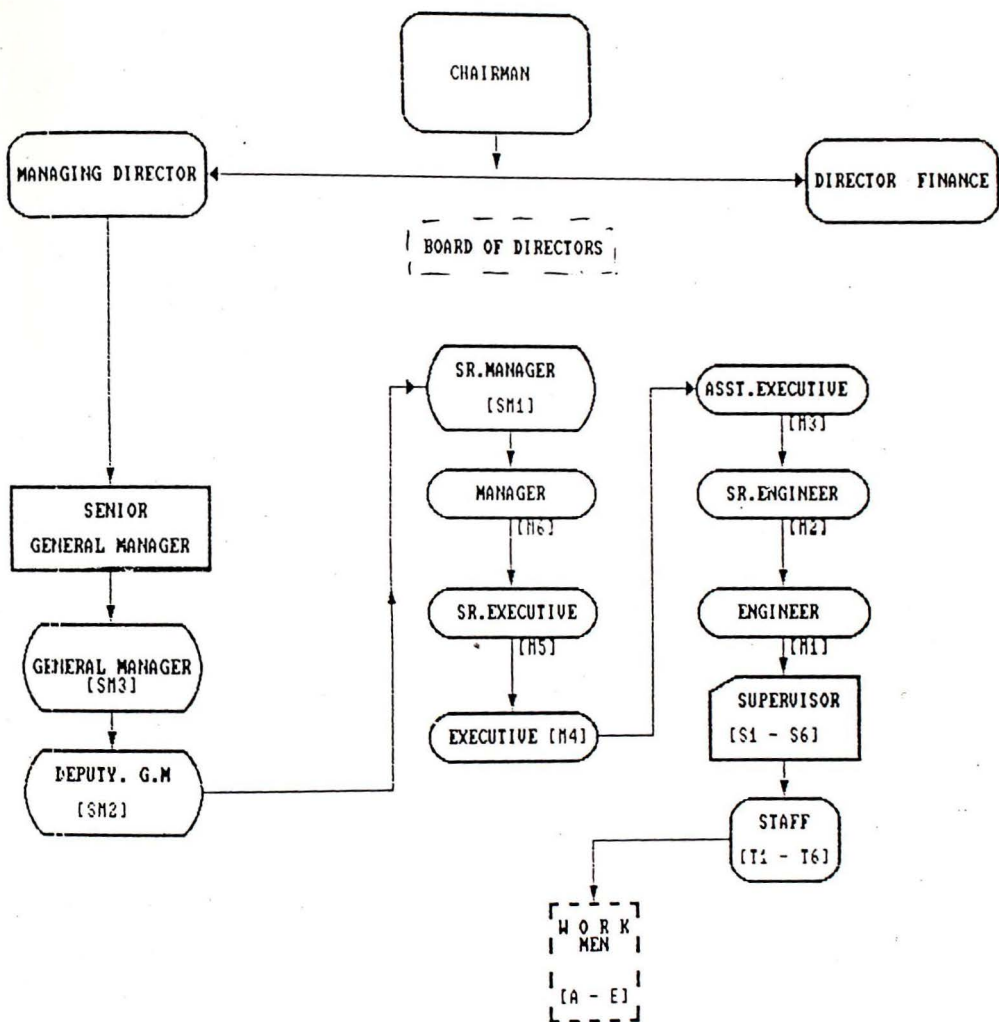 CHAIRMAN
MANAGING DIRECTOR
DIRECTOR FINANCE
BOARD OF DIRECTORS
SENIOR
GENERAL MANAGER
GENERAL MANAGER
[SM3]
DEPUTY. G.M
[SM2]
SR.MANAGER
[SM1]
MANAGER
[M6]
SR.EXECUTIVE
[M5]
EXECUTIVE [M4]
ASST.EXECUTIVE
[M3]
SR.ENGINEER
[M2]
ENGINEER
[M1]
SUPERVISOR
[S1 - S6]
STAFF
[T1 - T6]
W O R K
MEN
[A - E]